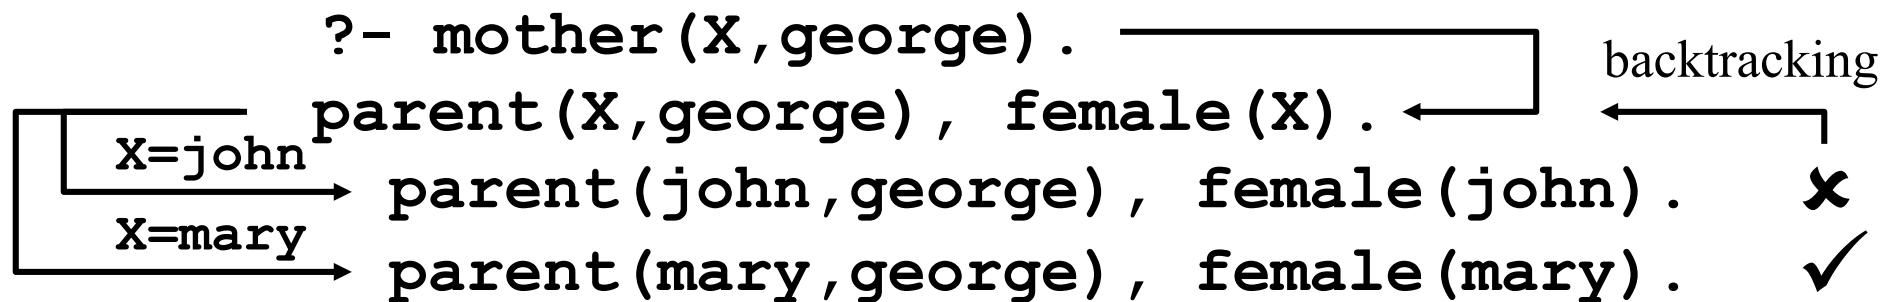 ?- mother(X,george).
backtracking
parent(X,george), female(X).
X=john
parent(john,george), female(john). ✘
X=mary
parent(mary,george), female(mary). ✓